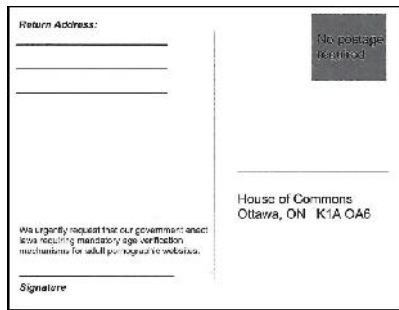 Return Address:
No postage
required
House of Commons
Ottawa, ON K1A OA6
We urgently request that our government enact
laws requiring mandatory age verification
mechanisms for adult pornographic websites.
Signature